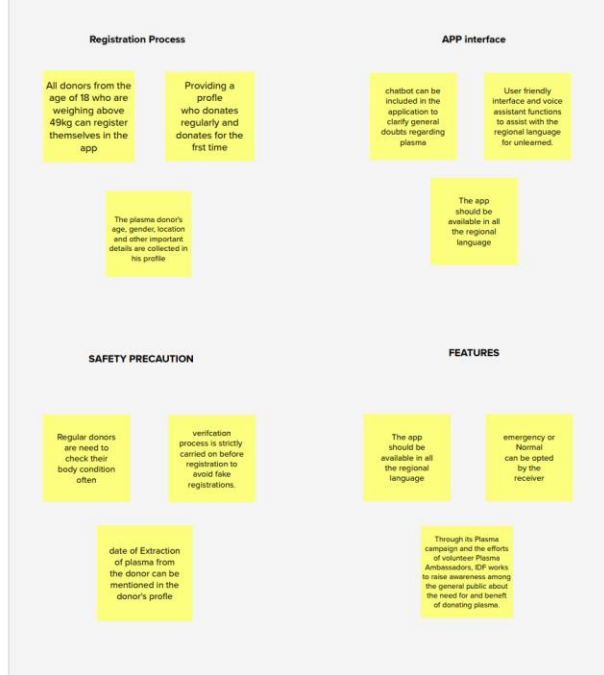 Registration Process
APP interface
All donors from the
age of 18 who are
weighing above
49kg can register
themselves in the
app
Providing a
profle
who donates
regularly and
donates for the
frst time
The plasma donor's
age, gender, location
and other important
details are collected in
his profile
chatbot can be
included in the
application to
clarify general
doubts regarding
plasma
User friendly
interface and voice
assistant functions
to assist with the
regional language
for unlearned.
The app
should be
available in all
the regional
language
SAFETY PRECAUTION
FEATURES
Regular donors
are need to
check their
body condition
often
verifcation
process is strictly
carried on before
registration to
avoid fake
registrations.
date of Extraction
of plasma from
the donor can be
mentioned in the
donor's profle
The app
should be
available in all
the regional
language
emergency or
Normal
can be opted
by the
receiver
Through its Plasma
campaign and the efforts
of volunteer Plasma
Ambassadors, IDF works
to raise awareness among
the general public about
the need for and beneft
of donating plasma.